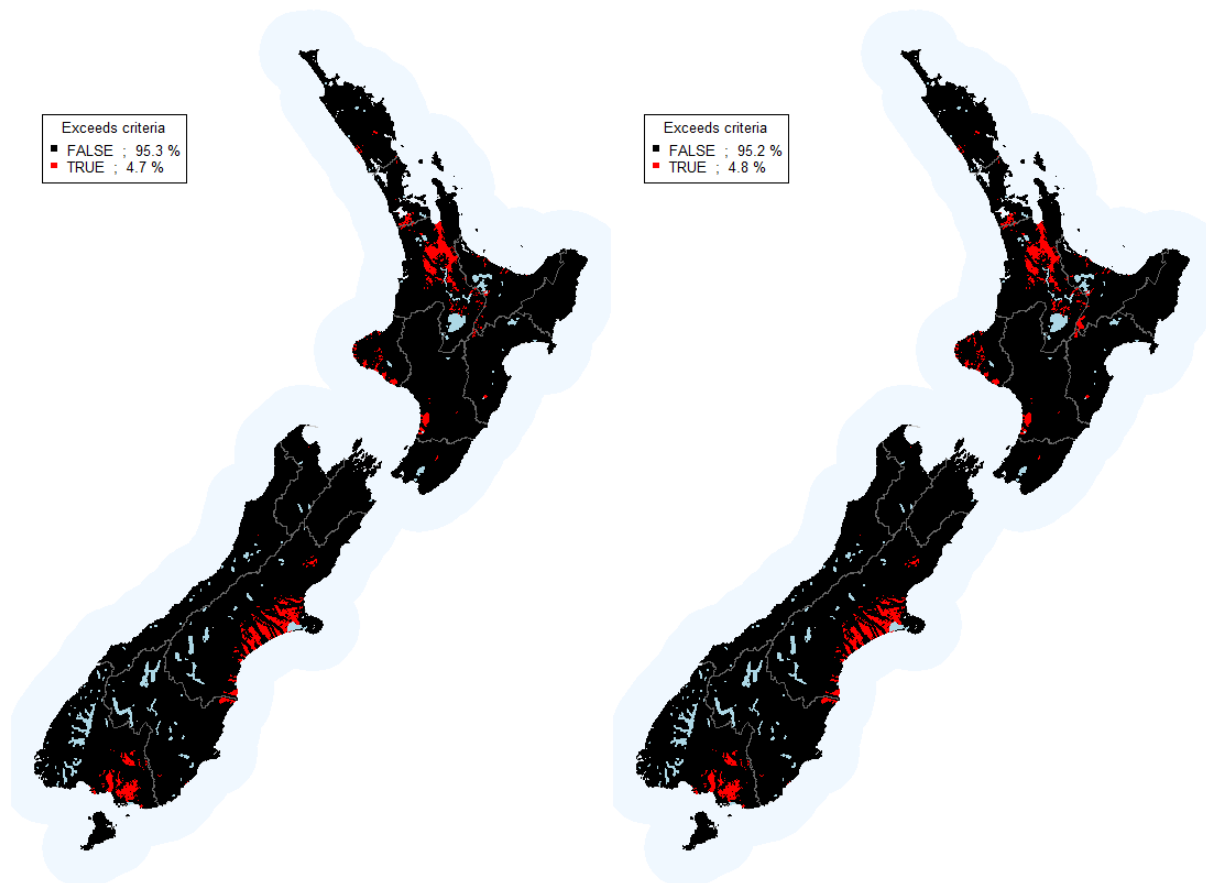 Exceeds criteria
FALSE ; 95.3 %
TRUE ; 4.7 %
Exceeds criteria
FALSE ; 95.2 %
TRUE ; 4.8 %